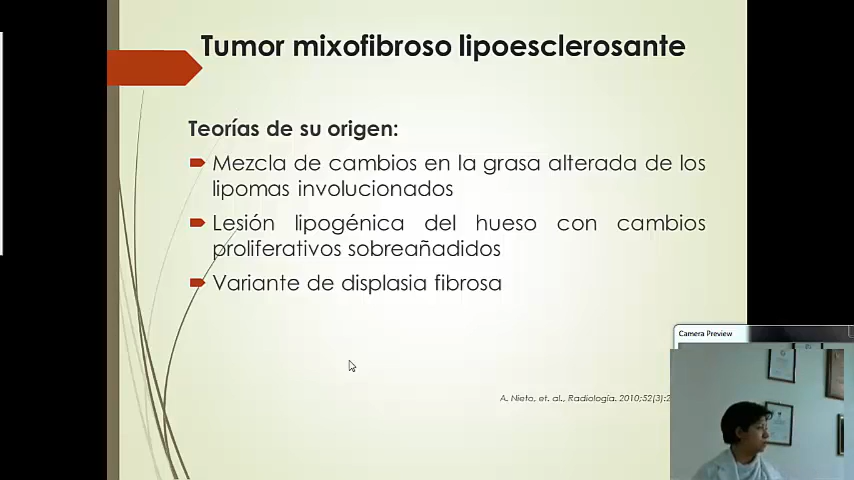 Tumor mixofibroso lipoesclerosante
Teorías de su origen:
Mezcla de cambios en la grasa alterada de los
lipomas involucionados
Lesión lipogénica del hueso con cambios
proliferativos sobreañadidos
Variante de displasia fibrosa
Camera Preview
A. Nieto, et. al., Radiología. 2010;52(3):2